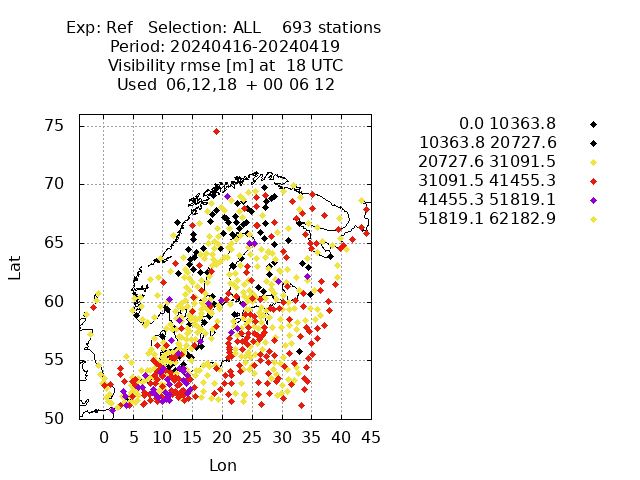 Exp: Ref   Selection: ALL    693 stations
Period: 20240416-20240419
Visibility rmse [m] at  18 UTC
Used  06,12,18  + 00 06 12
0.0 10363.8
10363.8 20727.6
20727.6 31091.5
31091.5 41455.3
41455.3 51819.1
51819.1 62182.9
75
70
65
60
55
50
Lat
0 5 10 15 20 25 30 35 40 45
Lon